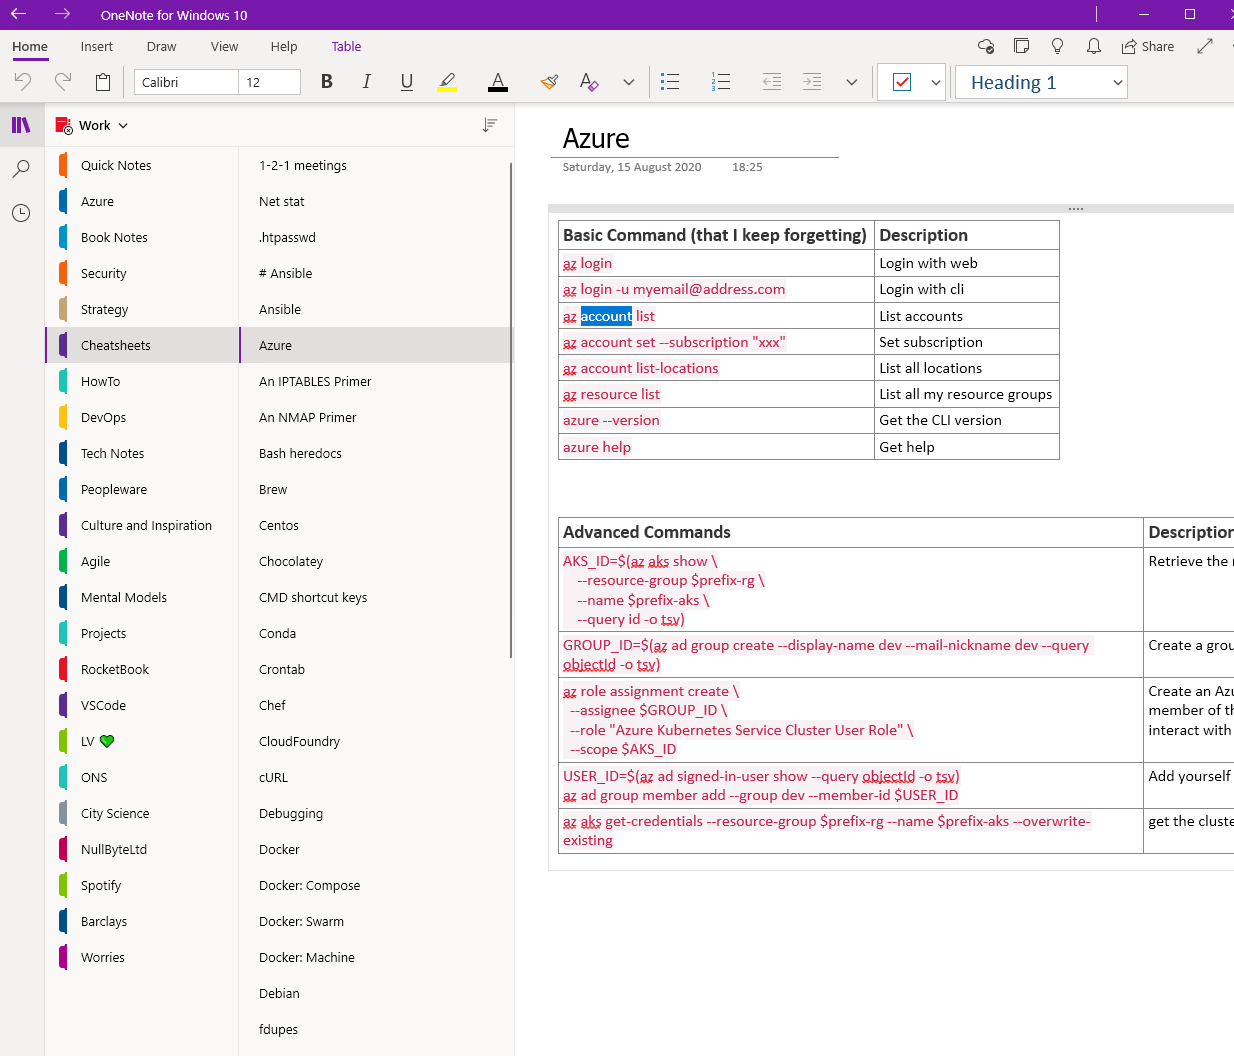 OneNote for Windows 10
Home Insert Draw View Help Table
Share
Calibri 12 B I U A A Heading 1
Work
Quick Notes
Azure
Book Notes
Security
Strategy
Cheatsheets
HowTo
DevOps
Tech Notes
Peopleware
Culture and Inspiration
Agile
Mental Models
Projects
RocketBook
VSCode
LV 💚
ONS
City Science
NullByteLtd
Spotify
Barclays
Worries
1-2-1 meetings
Net stat
.htpasswd
# Ansible
Ansible
Azure
An IPTABLES Primer
An NMAP Primer
Bash heredocs
Brew
Centos
Chocolatey
CMD shortcut keys
Conda
Crontab
Chef
CloudFoundry
cURL
Debugging
Docker
Docker: Compose
Docker: Swarm
Docker: Machine
Debian
fdupes
Azure
Saturday, 15 August 2020 18:25
Basic Command (that I keep forgetting) Description
az login Login with web
az login -u myemail@address.com Login with cli
az account list List accounts
az account set --subscription "xxx" Set subscription
az account list-locations List all locations
az resource list List all my resource groups
azure --version Get the CLI version
azure help Get help
Advanced Commands Description
AKS_ID=$(az aks show \ Retrieve the
--resource-group $prefix-rg \
--name $prefix-aks \
--query id -o tsv)
GROUP_ID=$(az ad group create --display-name dev --mail-nickname dev --query Create a grou
objectId -o tsv)
az role assignment create \ Create an Azu
--assignee $GROUP_ID \ member of th
--role "Azure Kubernetes Service Cluster User Role" \ interact with
--scope $AKS_ID
USER_ID=$(az ad signed-in-user show --query objectId -o tsv) Add yourself
az ad group member add --group dev --member-id $USER_ID
az aks get-credentials --resource-group $prefix-rg --name $prefix-aks --overwrite- get the cluste
existing